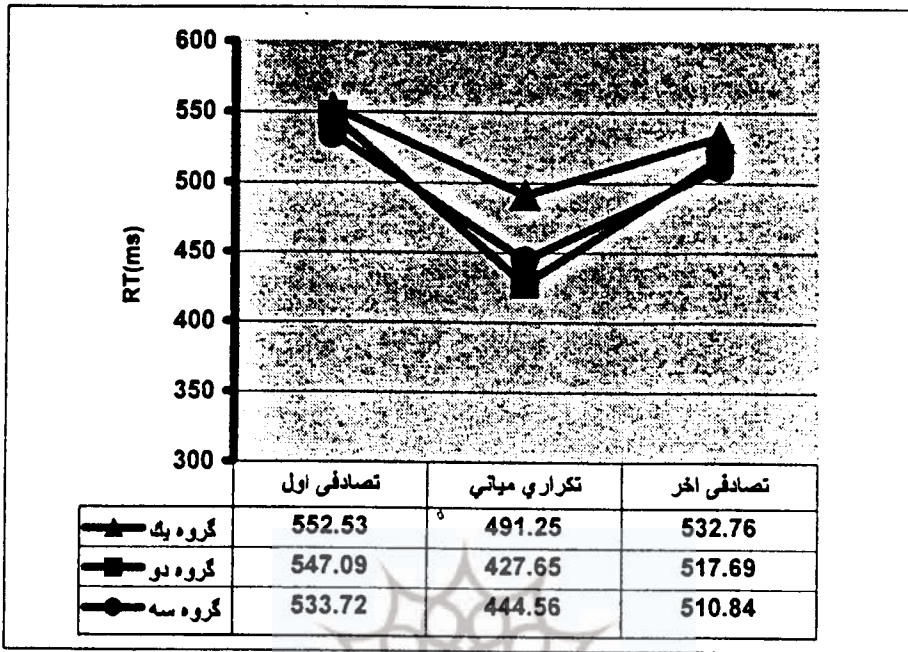 600
550
500
450
400
350
300
RT(ms)
تصادفی اول تکراري مياني تصادفی اخر
گروه يك 552.53 491.25 532.76
گروه دو 547.09 427.65 517.69
گروه سه 533.72 444.56 510.84